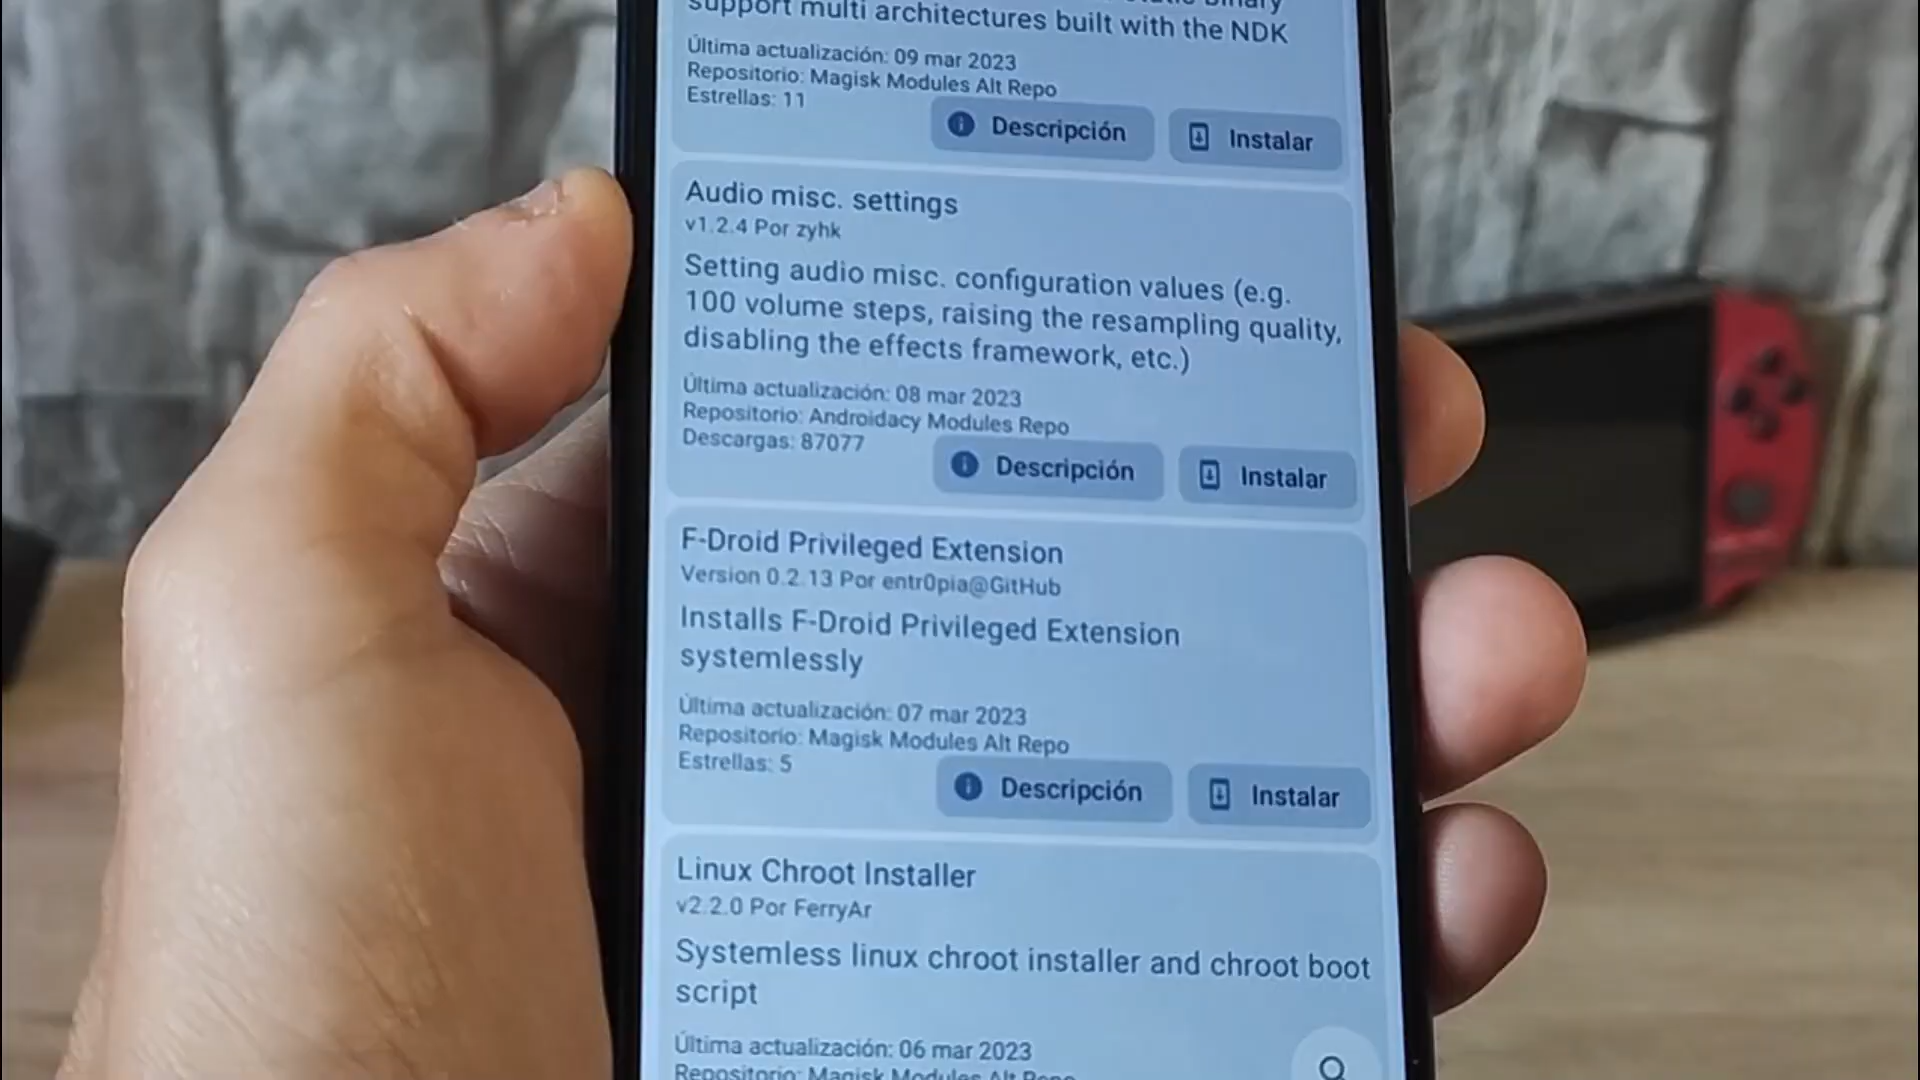 support multi architectures built with the NDK
Última actualización: 09 mar 2023
Repositorio: Magisk Modules Alt Repo
Estrellas: 11
Descripción
Instalar
Audio misc. settings
v1.2.4 Por zyhk
Setting audio misc. configuration values (e.g.
100 volume steps, raising the resampling quality,
disabling the effects framework, etc.)
Última actualización: 08 mar 2023
Repositorio: Androidacy Modules Repo
Descargas: 87077
Descripción
Instalar
F-Droid Privileged Extension
Version 0.2.13 Por entr0pia@GitHub
Installs F-Droid Privileged Extension
systemlessly
Última actualización: 07 mar 2023
Repositorio: Magisk Modules Alt Repo
Estrellas: 5
Descripción
Instalar
Linux Chroot Installer
v2.2.0 Por FerryAr
Systemless linux chroot installer and chroot boot
script
Última actualización: 06 mar 2023
Repositorio: Magisk Modules Alt Repo